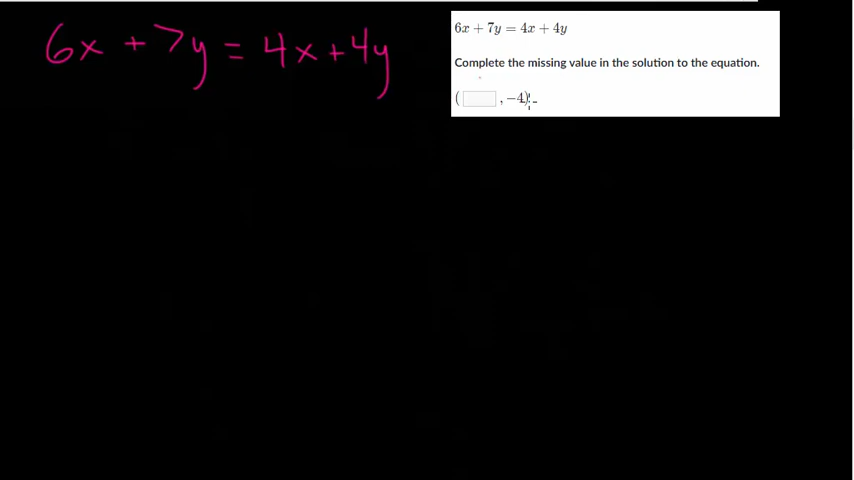 6x + 7y = 4x + 4y
6x + 7y = 4x + 4y
Complete the missing value in the solution to the equation.
( , −4)